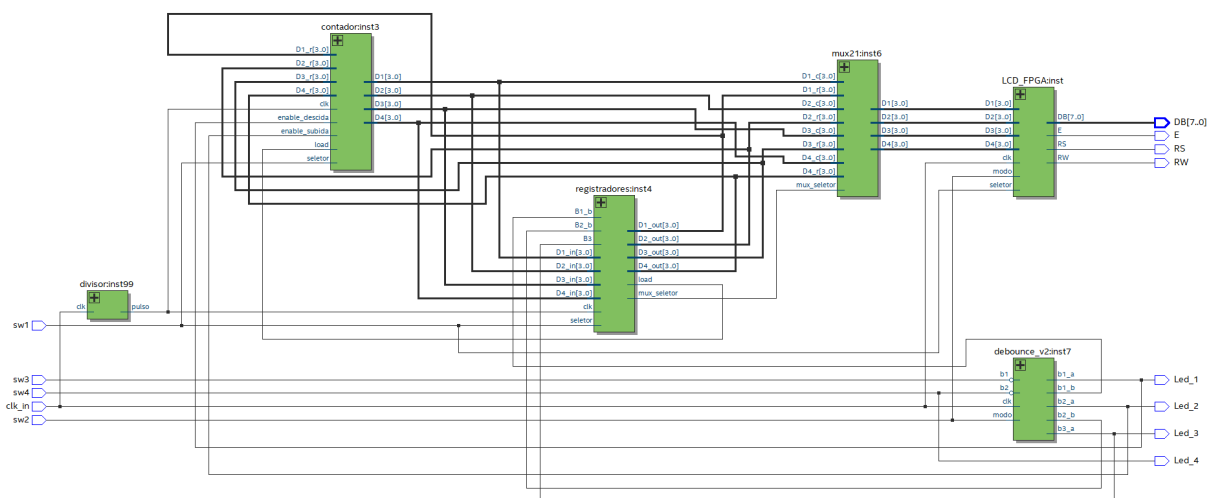 contador:inst3
D1_r[3..0]
D2_r[3..0]
D3_r[3..0]
D4_r[3..0]
clk
enable_descida
enable_subida
load
seletor
D1[3..0]
D2[3..0]
D3[3..0]
D4[3..0]
mux21:inst6
D1_c[3..0]
D1_r[3..0]
D2_c[3..0]
D2_r[3..0]
D3_c[3..0]
D3_r[3..0]
D4_c[3..0]
D4_r[3..0]
mux_seletor
D1[3..0]
D2[3..0]
D3[3..0]
D4[3..0]
LCD_FPGA:inst
D1[3..0]
D2[3..0]
D3[3..0]
D4[3..0]
clk
modo
seletor
DB[7..0]
E
RS
RW
DB[7..0]
E
RS
RW
registradores:inst4
B1_b
B2_b
B3
D1_in[3..0]
D2_in[3..0]
D3_in[3..0]
D4_in[3..0]
clk
seletor
D1_out[3..0]
D2_out[3..0]
D3_out[3..0]
D4_out[3..0]
load
mux_seletor
divisor:inst99
clk
pulso
sw1
sw3
sw4
clk_in
sw2
debounce_v2:inst7
b1
b2
clk
modo
b1_a
b1_b
b2_a
b2_b
b3_a
Led_1
Led_2
Led_3
Led_4